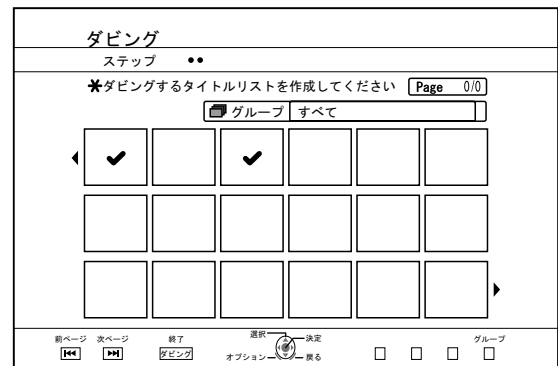 ダビング
ステップ ••
✱ダビングするタイトルリストを作成してください Page 0/0
グループ すべて
前ページ 次ページ 終了 選択 決定 グループ
ダビング オプション 戻る